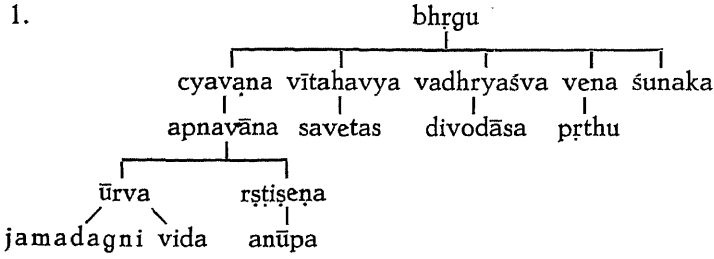 1. bhṛgu
cyavaṇa vītahavya vadhryaśva vena śunaka
apnavāna savetas divodāsa pṛthu
ūrva ṛṣṭiṣeṇa
jamadagni vida anūpa